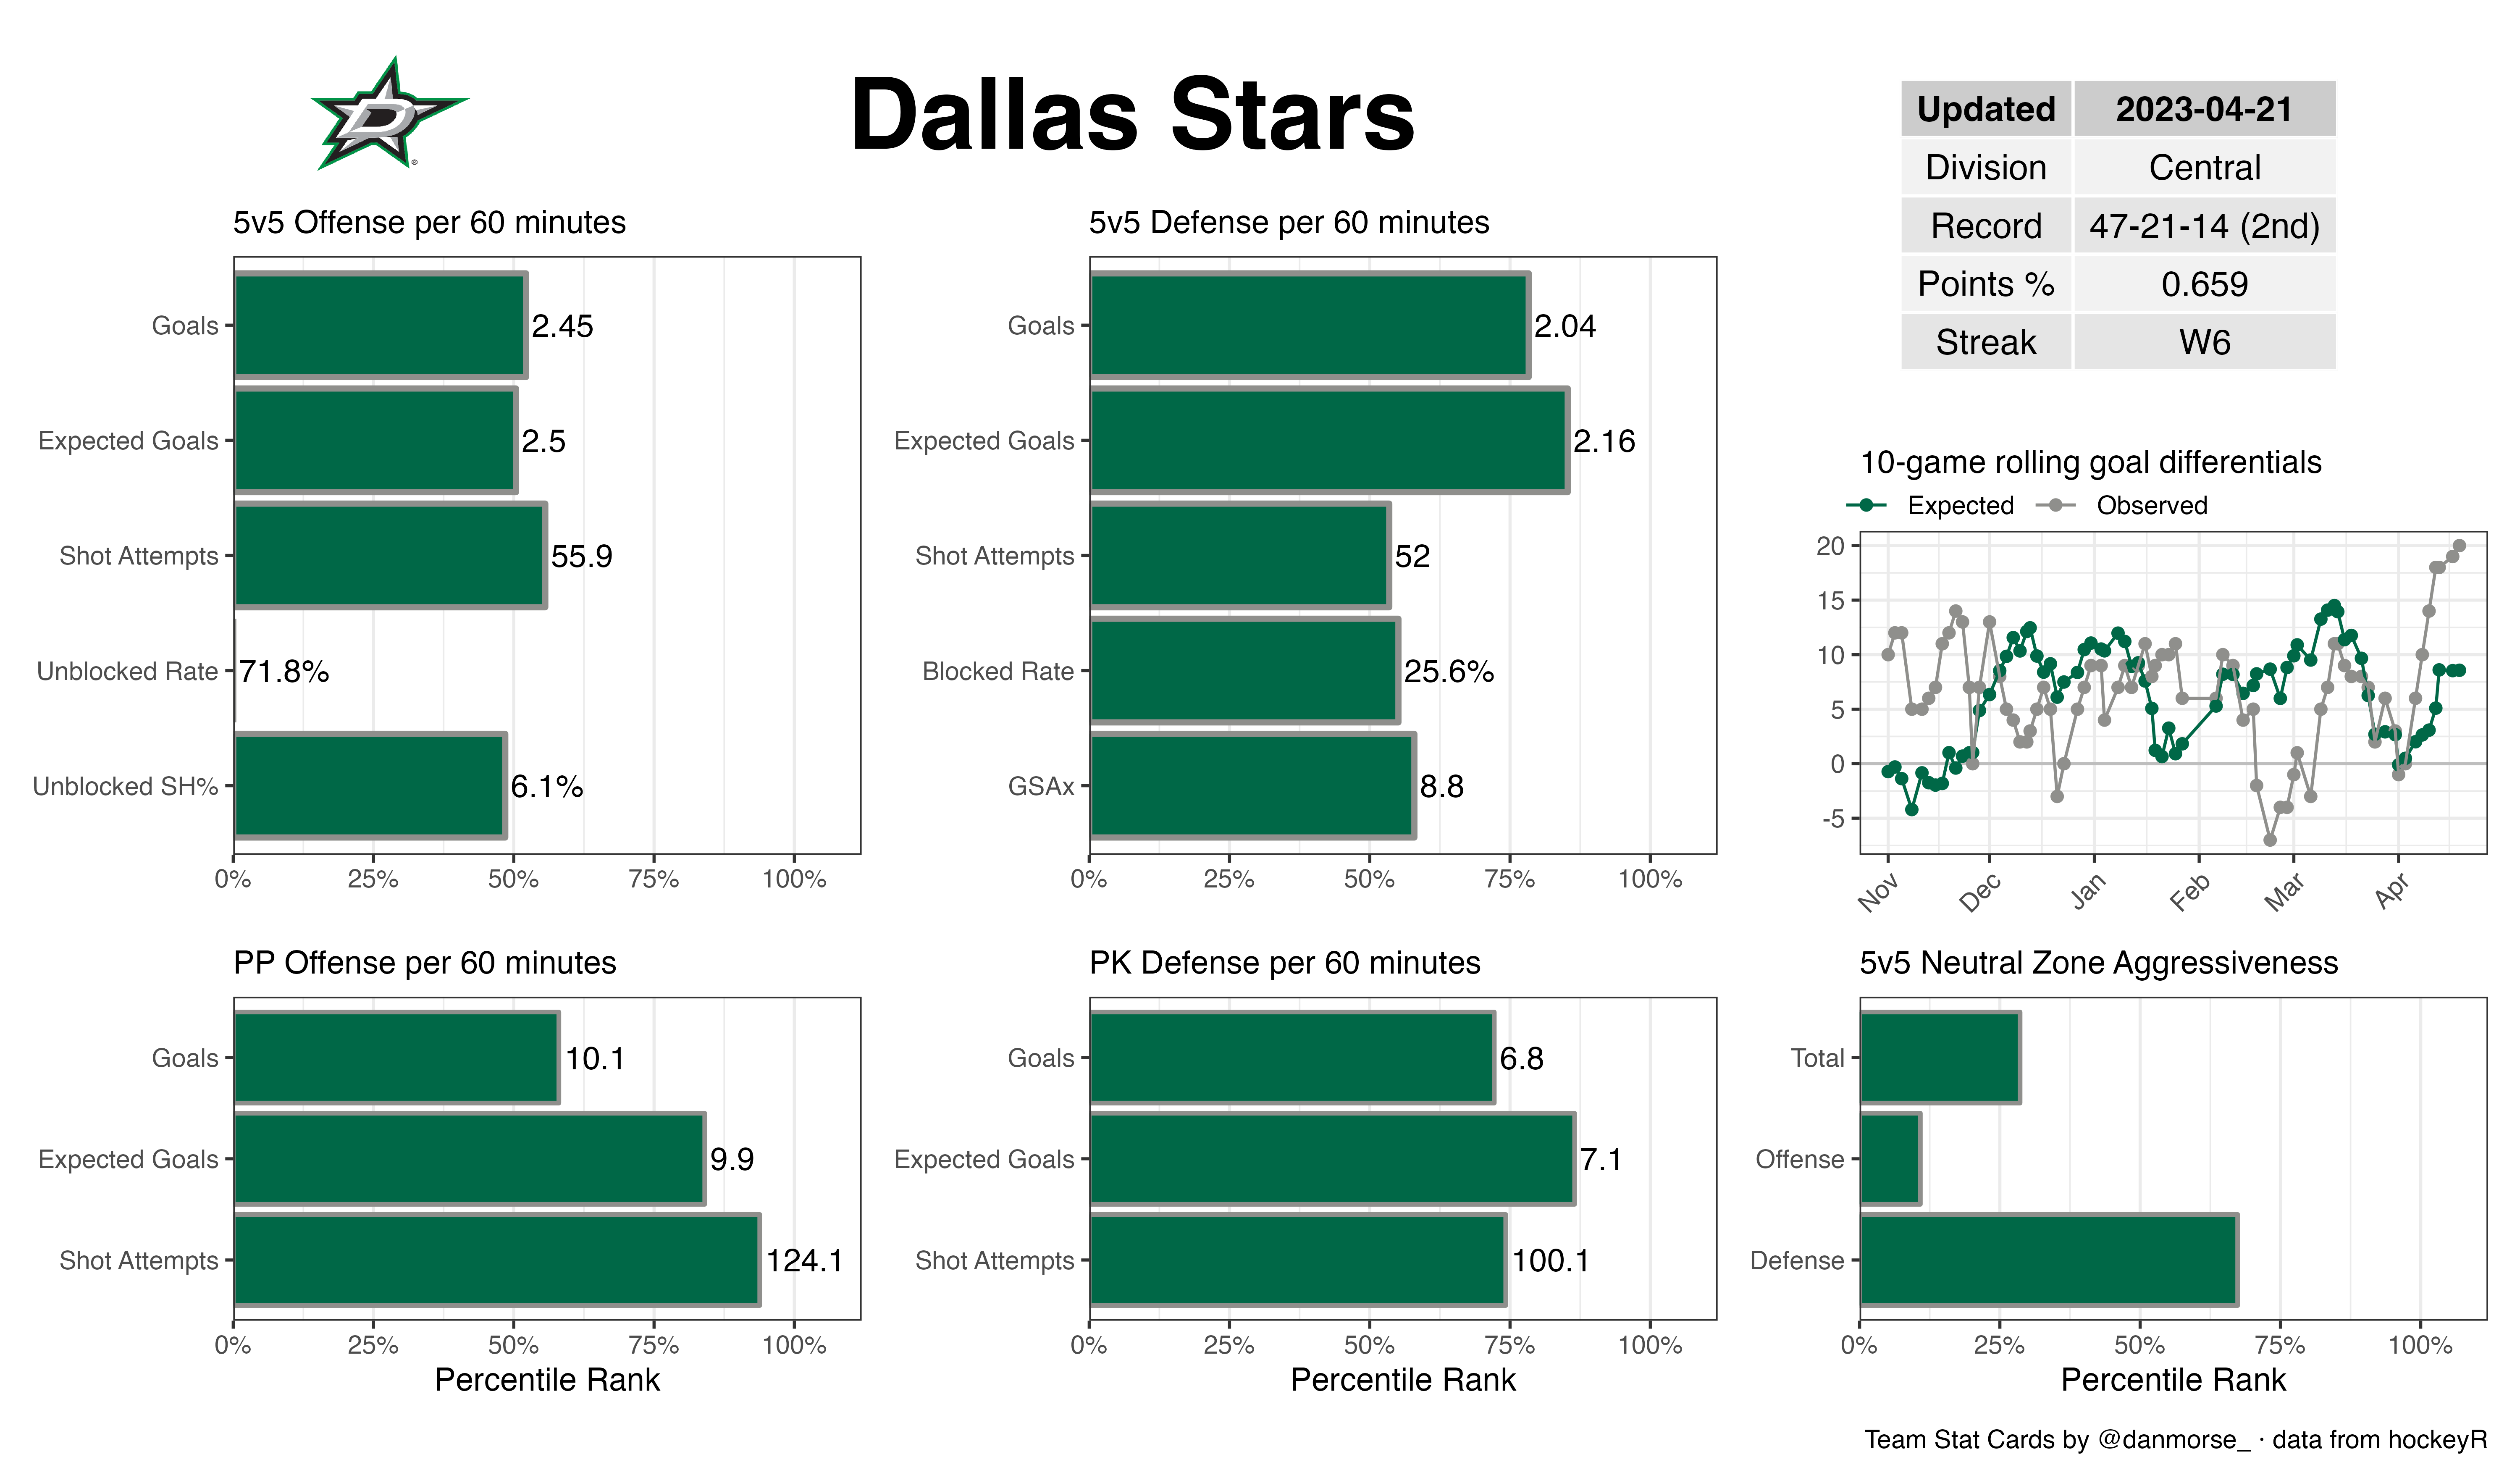 Dallas Stars
Updated 2023-04-21
Division Central
Record 47-21-14 (2nd)
Points % 0.659
Streak W6
5v5 Offense per 60 minutes
Goals 2.45
Expected Goals 2.5
Shot Attempts 55.9
Unblocked Rate 71.8%
Unblocked SH% 6.1%
0% 25% 50% 75% 100%
5v5 Defense per 60 minutes
Goals 2.04
Expected Goals 2.16
Shot Attempts 52
Blocked Rate 25.6%
GSAx 8.8
0% 25% 50% 75% 100%
10-game rolling goal differentials
Expected Observed
20
15
10
5
0
-5
Nov Dec Jan Feb Mar Apr
PP Offense per 60 minutes
Goals 10.1
Expected Goals 9.9
Shot Attempts 124.1
0% 25% 50% 75% 100%
Percentile Rank
PK Defense per 60 minutes
Goals 6.8
Expected Goals 7.1
Shot Attempts 100.1
0% 25% 50% 75% 100%
Percentile Rank
5v5 Neutral Zone Aggressiveness
Total
Offense
Defense
0% 25% 50% 75% 100%
Percentile Rank
Team Stat Cards by @danmorse_ · data from hockeyR